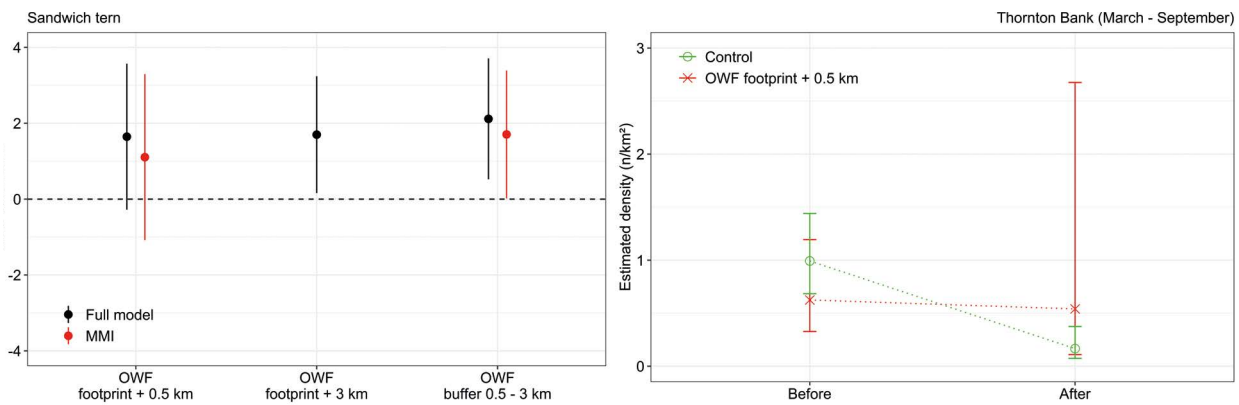 Sandwich tern
4
2
0
-2
-4
Full model
MMI
OWF
footprint + 0.5 km
OWF
footprint + 3 km
OWF
buffer 0.5 - 3 km
Thornton Bank (March - September)
Estimated density (n/km²)
3
2
1
0
Control
OWF footprint + 0.5 km
Before
After